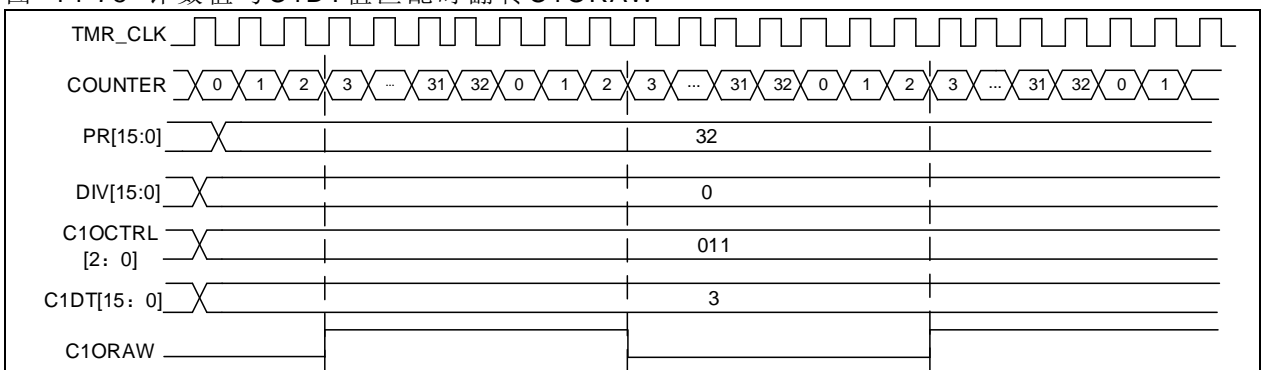 TMR_CLK
COUNTER 0 1 2 3 ... 31 32 0 1 2 3 ... 31 32 0 1 2 3 ... 31 32 0 1
PR[15:0] 32
DIV[15:0] 0
C1OCTRL
[2：0] 011
C1DT[15：0] 3
C1ORAW